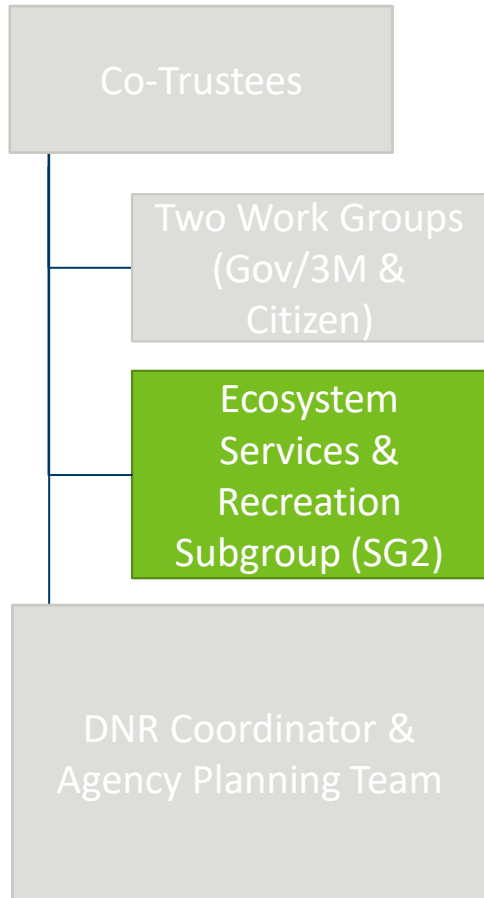 Co-Trustees
Two Work Groups
(Gov/3M &
Citizen)
Ecosystem
Services &
Recreation
Subgroup (SG2)
DNR Coordinator &
Agency Planning Team